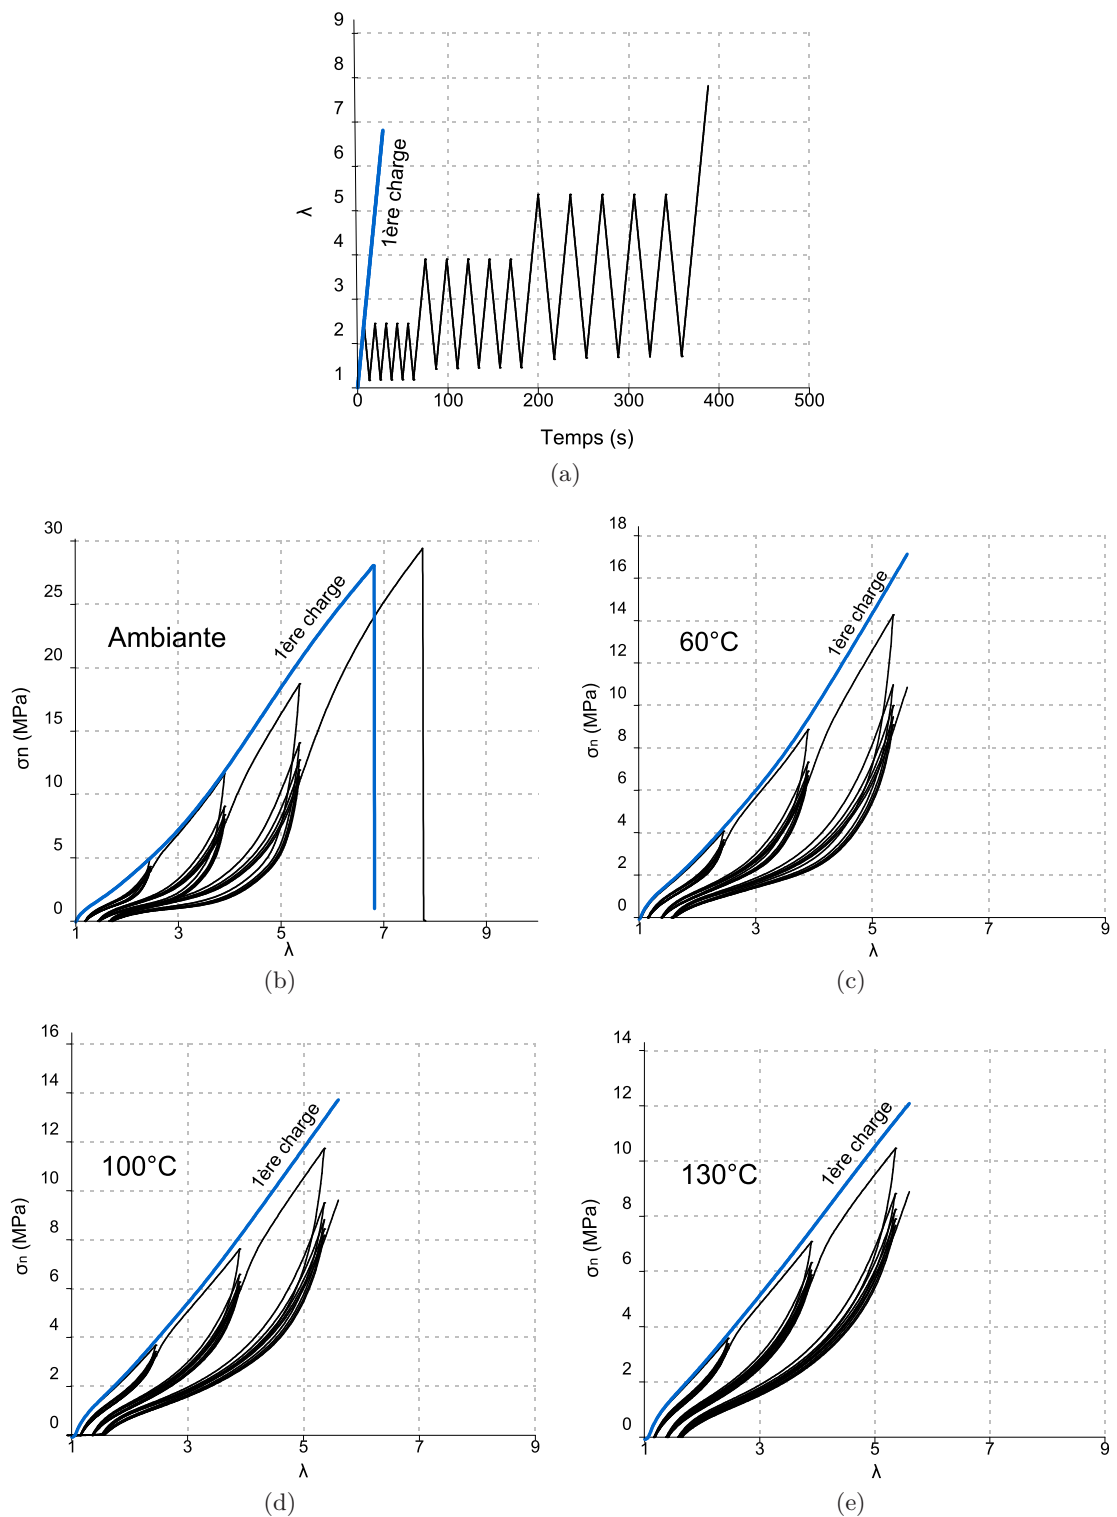 9
8
7
6
5
4
3
2
1
λ
1ère charge
0 100 200 300 400 500
Temps (s)
(a)
30
25
20
15
10
5
0
σn (MPa)
Ambiante
1ère charge
1 3 5 7 9
λ
(b)
18
16
14
12
10
8
6
4
2
0
σn (MPa)
60°C
1ère charge
1 3 5 7 9
λ
(c)
16
14
12
10
8
6
4
2
0
σn (MPa)
100°C
1ère charge
1 3 5 7 9
λ
(d)
14
12
10
8
6
4
2
0
σn (MPa)
130°C
1ère charge
1 3 5 7 9
λ
(e)